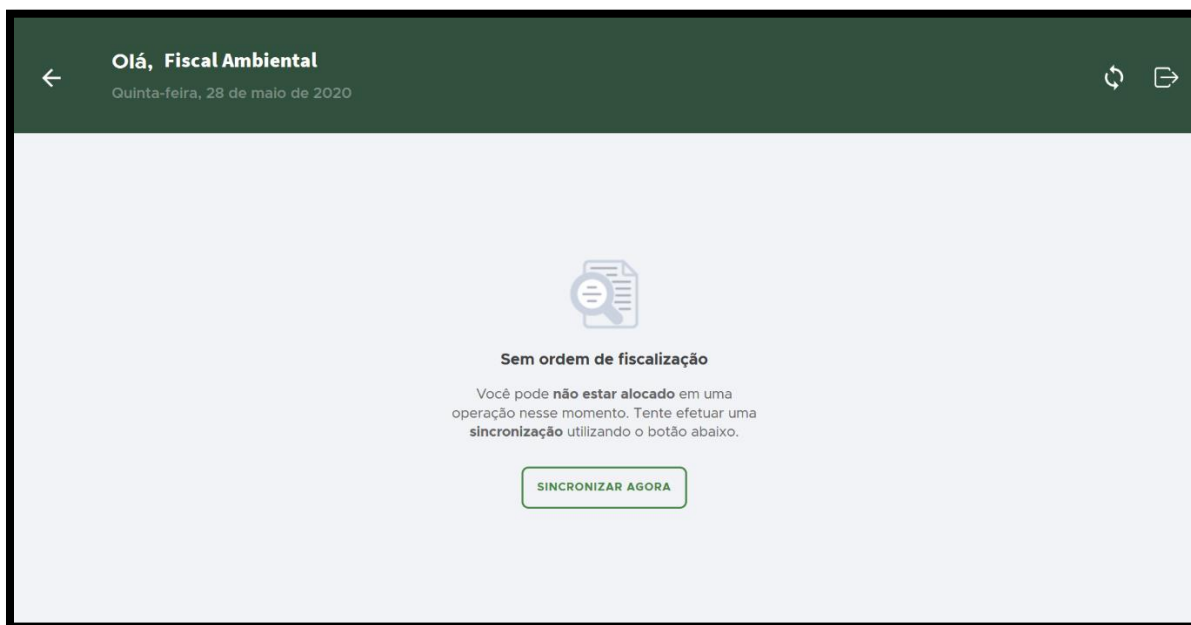 Olá, Fiscal Ambiental
Quinta-feira, 28 de maio de 2020
Sem ordem de fiscalização
Você pode não estar alocado em uma
operação nesse momento. Tente efetuar uma
sincronização utilizando o botão abaixo.
SINCRONIZAR AGORA